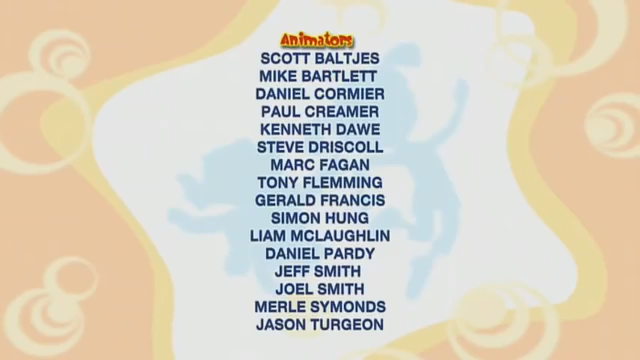 Animators
SCOTT BALTJES
MIKE BARTLETT
DANIEL CORMIER
PAUL CREAMER
KENNETH DAWE
STEVE DRISCOLL
MARC FAGAN
TONY FLEMMING
GERALD FRANCIS
SIMON HUNG
LIAM MCLAUGHLIN
DANIEL PARDY
JEFF SMITH
JOEL SMITH
MERLE SYMONDS
JASON TURGEON